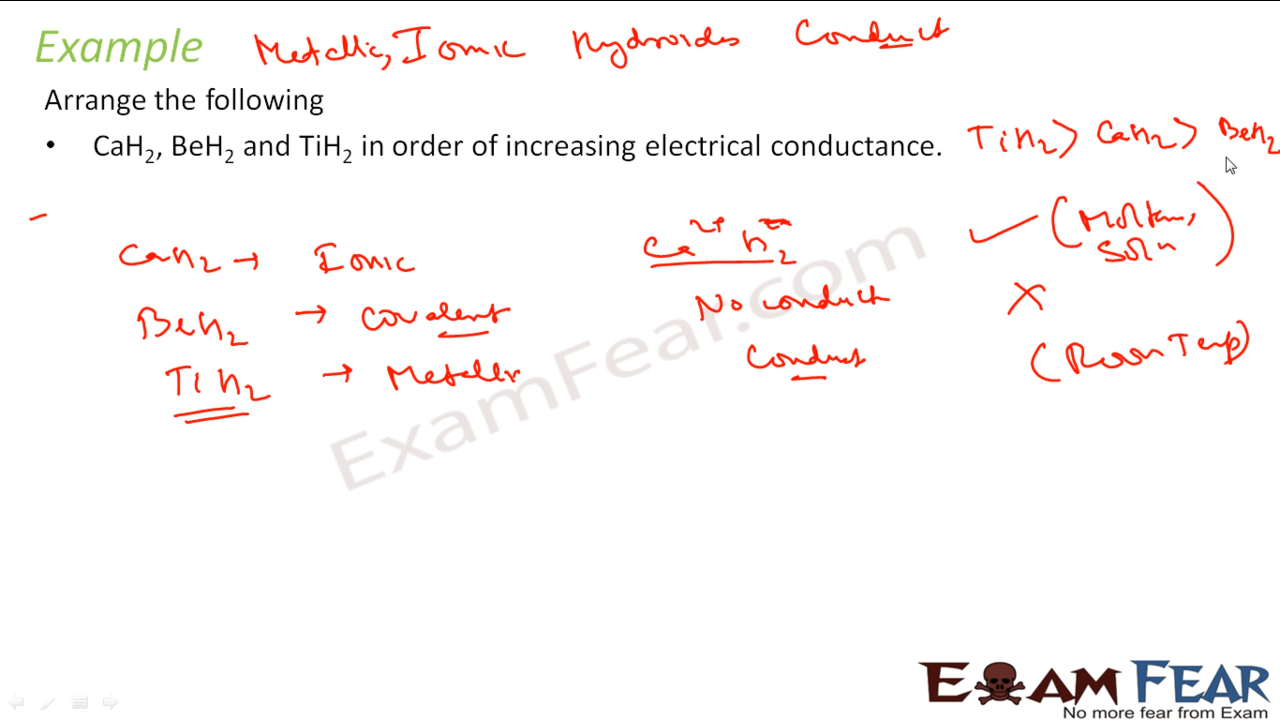 Example Metallic, Ionic Hydroides Conduct
Arrange the following
• CaH₂, BeH₂ and TiH₂ in order of increasing electrical conductance. TiH₂ > CaH₂ > BeH₂
CaH₂ → Ionic Ca²⁺ H₂⁻ ✓ (Molten, Soln)
BeH₂ → Covalent No conduct X
TiH₂ → Metallic Conduct (Room Temp)
ExamFear.com
EXAM FEAR
No more fear from Exam